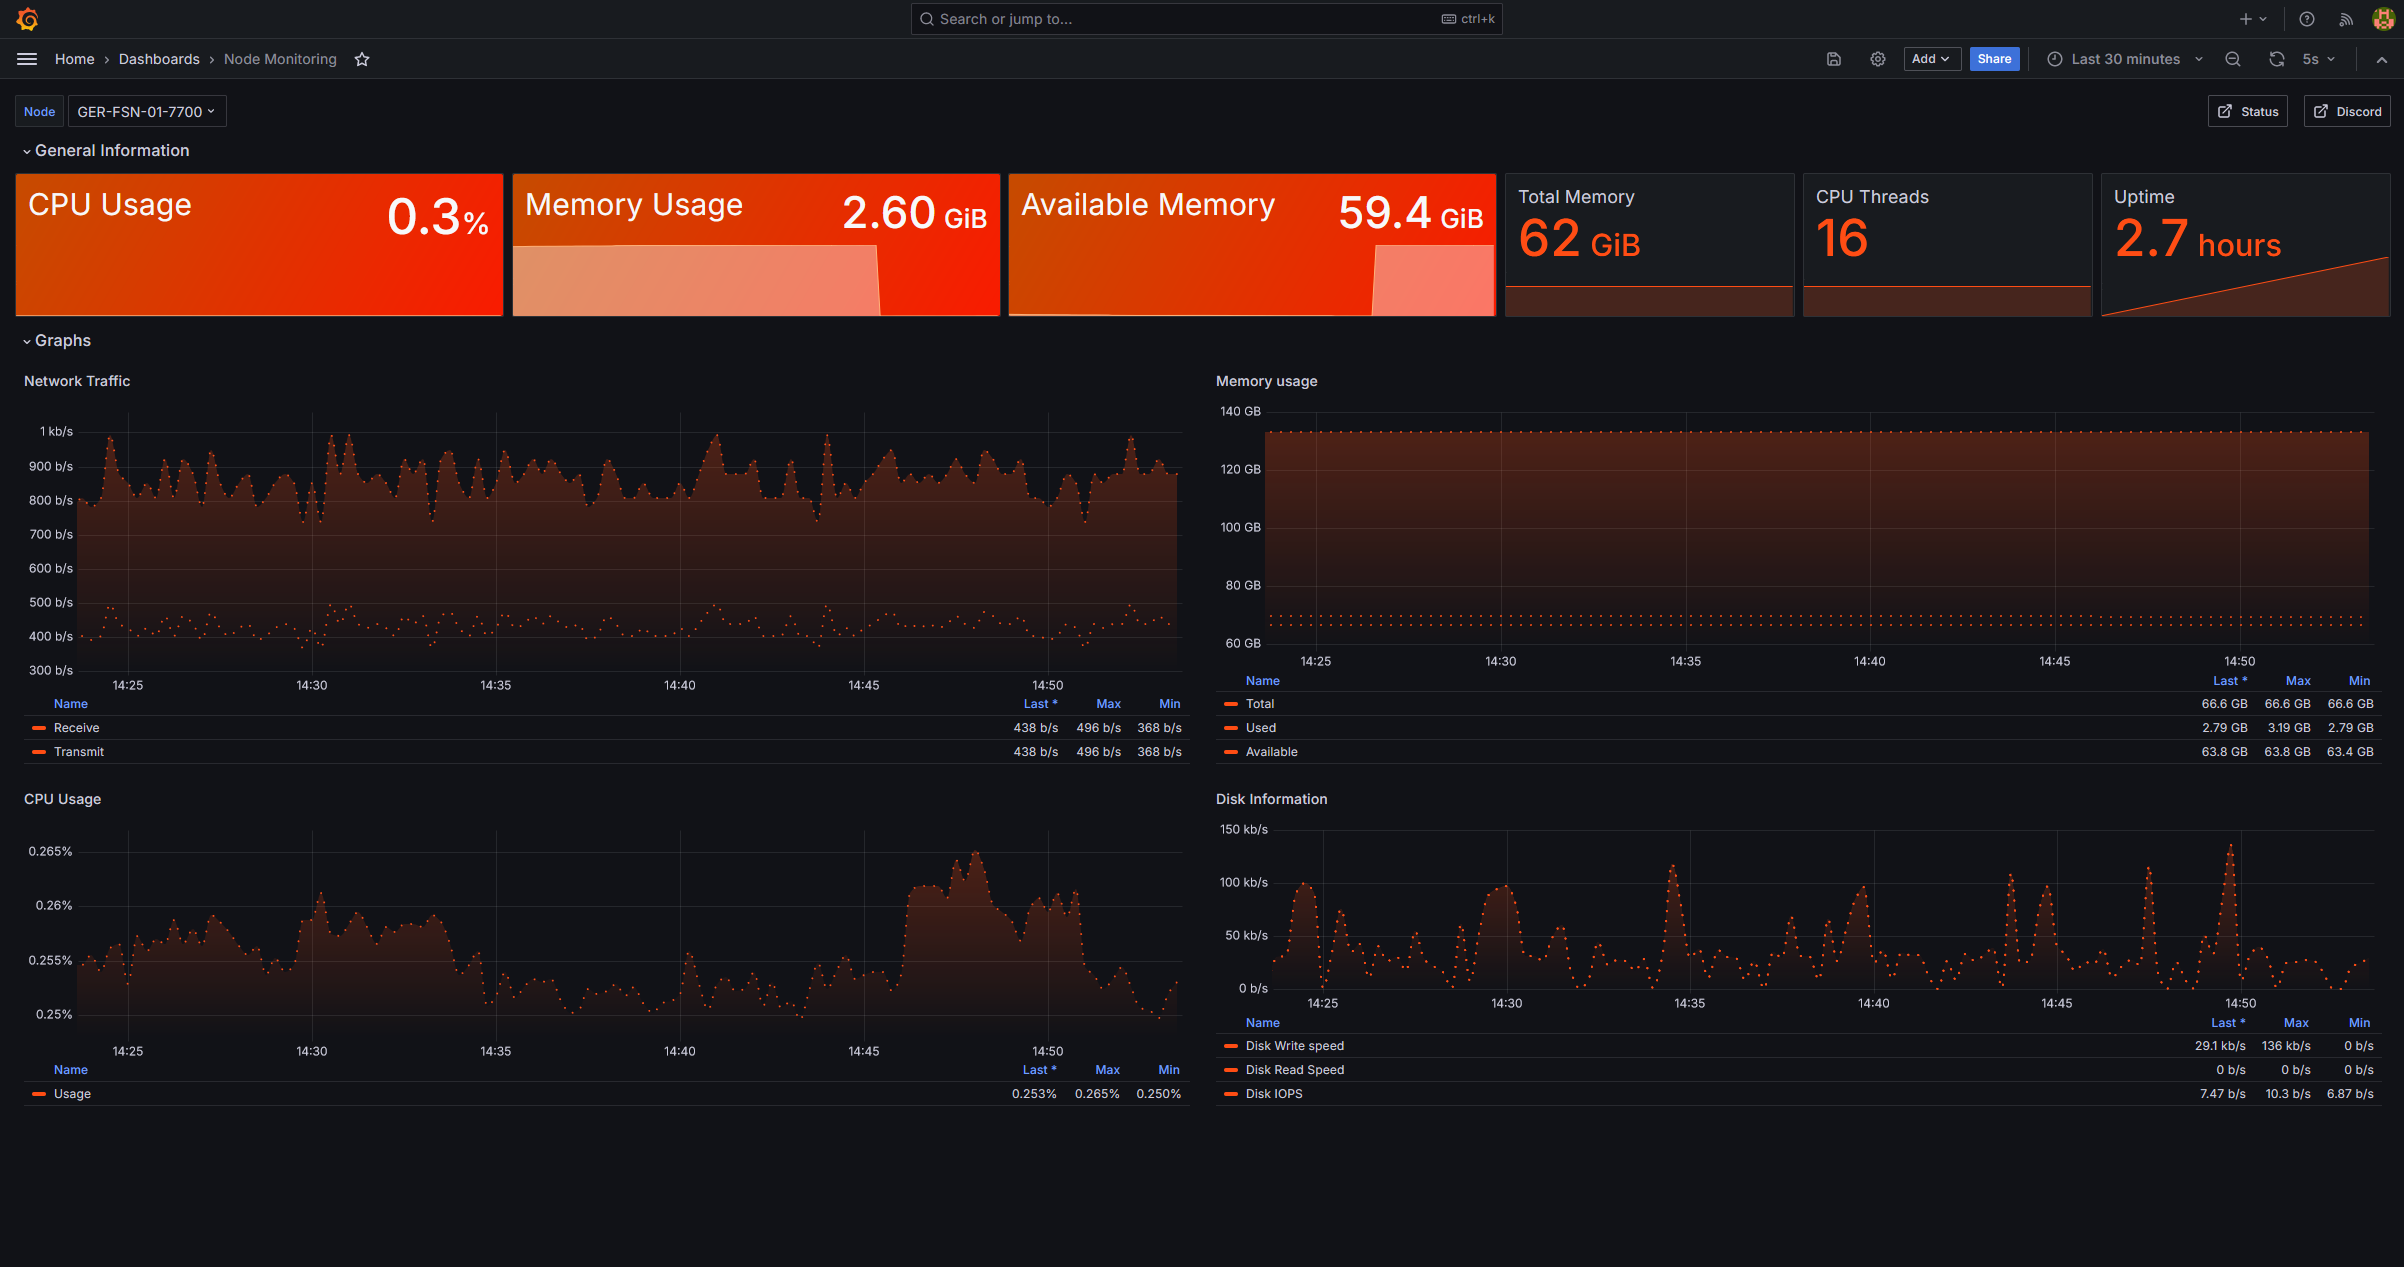 Search or jump to...
ctrl+k
Home › Dashboards › Node Monitoring
Add
Share
Last 30 minutes
5s
Node
GER-FSN-01-7700
Status
Discord
General Information
CPU Usage
0.3%
Memory Usage
2.60 GiB
Available Memory
59.4 GiB
Total Memory
62 GiB
CPU Threads
16
Uptime
2.7 hours
Graphs
Network Traffic
1 kb/s
900 b/s
800 b/s
700 b/s
600 b/s
500 b/s
400 b/s
300 b/s
14:25 14:30 14:35 14:40 14:45 14:50
Name Last * Max Min
Receive 438 b/s 496 b/s 368 b/s
Transmit 438 b/s 496 b/s 368 b/s
Memory usage
140 GB
120 GB
100 GB
80 GB
60 GB
14:25 14:30 14:35 14:40 14:45 14:50
Name Last * Max Min
Total 66.6 GB 66.6 GB 66.6 GB
Used 2.79 GB 3.19 GB 2.79 GB
Available 63.8 GB 63.8 GB 63.4 GB
CPU Usage
0.265%
0.26%
0.255%
0.25%
14:25 14:30 14:35 14:40 14:45 14:50
Name Last * Max Min
Usage 0.253% 0.265% 0.250%
Disk Information
150 kb/s
100 kb/s
50 kb/s
0 b/s
14:25 14:30 14:35 14:40 14:45 14:50
Name Last * Max Min
Disk Write speed 29.1 kb/s 136 kb/s 0 b/s
Disk Read Speed 0 b/s 0 b/s 0 b/s
Disk IOPS 7.47 b/s 10.3 b/s 6.87 b/s